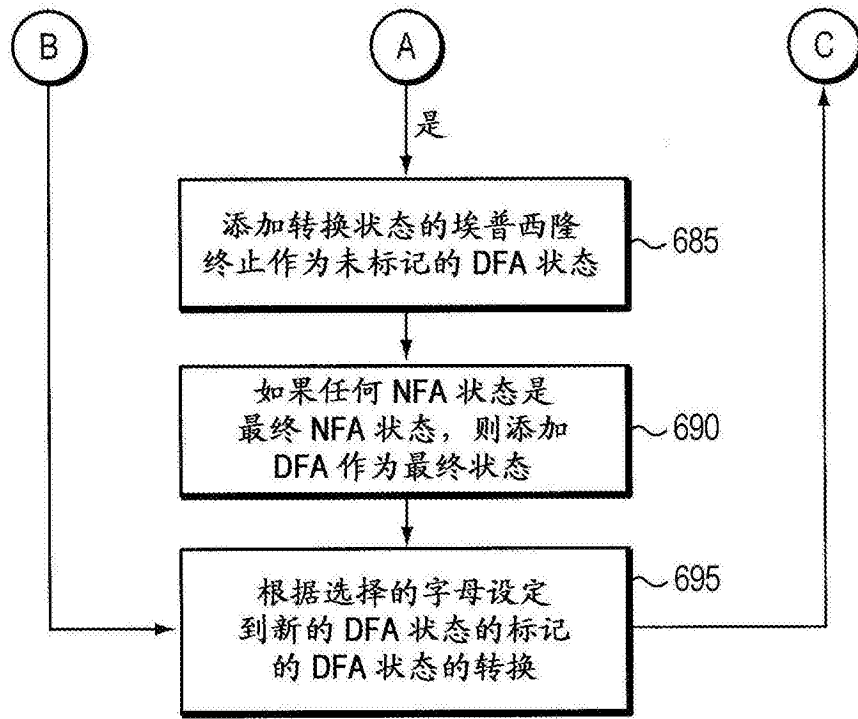 B
A
C
是
添加转换状态的埃普西隆
终止作为未标记的 DFA 状态
685
如果任何 NFA 状态是
最终 NFA 状态，则添加
DFA 作为最终状态
690
根据选择的字母设定
到新的 DFA 状态的标记
的 DFA 状态的转换
695